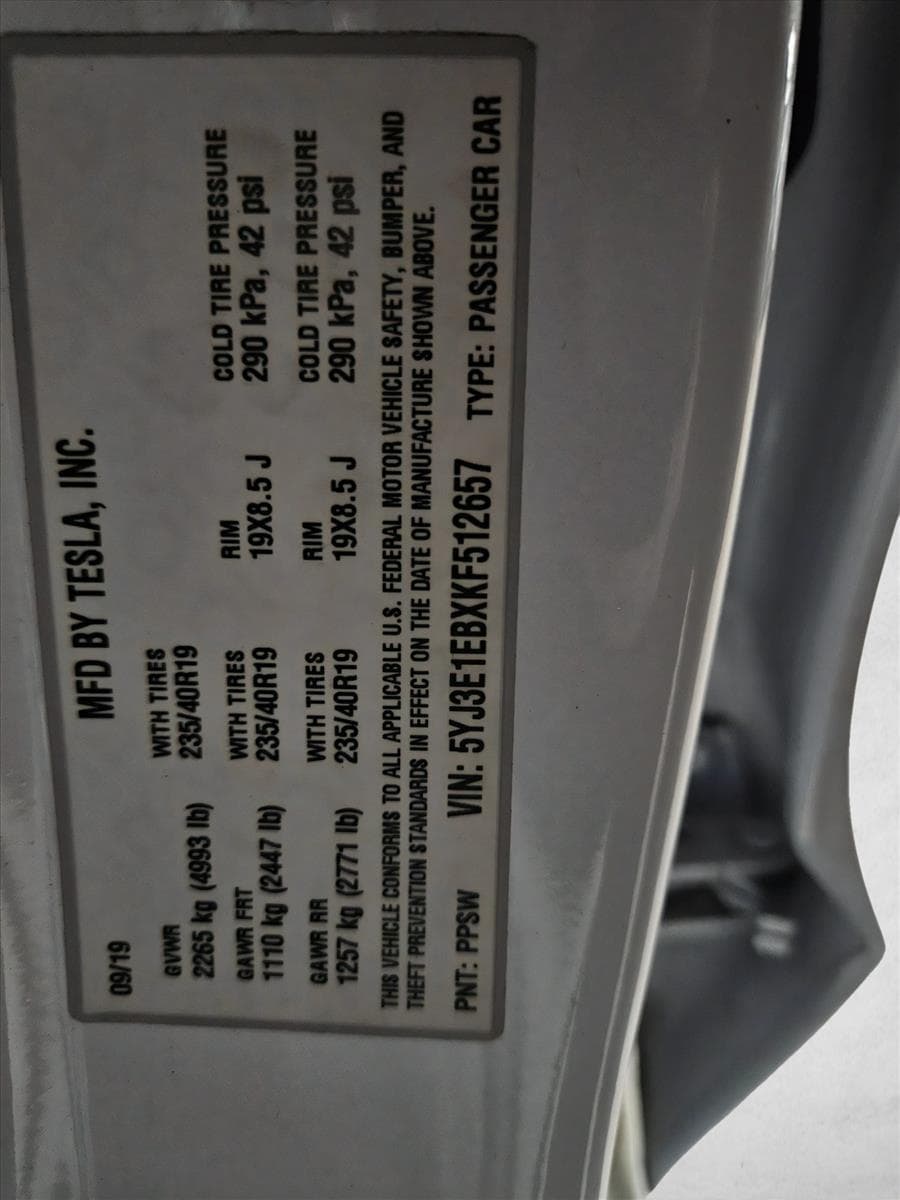 MFD BY TESLA, INC.
09/19
GVWR WITH TIRES
2265 kg (4993 lb) 235/40R19
GAWR FRT WITH TIRES RIM COLD TIRE PRESSURE
1110 kg (2447 lb) 235/40R19 19X8.5 J 290 kPa, 42 psi
GAWR RR WITH TIRES RIM COLD TIRE PRESSURE
1257 kg (2771 lb) 235/40R19 19X8.5 J 290 kPa, 42 psi
THIS VEHICLE CONFORMS TO ALL APPLICABLE U.S. FEDERAL MOTOR VEHICLE SAFETY, BUMPER, AND
THEFT PREVENTION STANDARDS IN EFFECT ON THE DATE OF MANUFACTURE SHOWN ABOVE.
PNT: PPSW VIN: 5YJ3E1EBXKF512657 TYPE: PASSENGER CAR